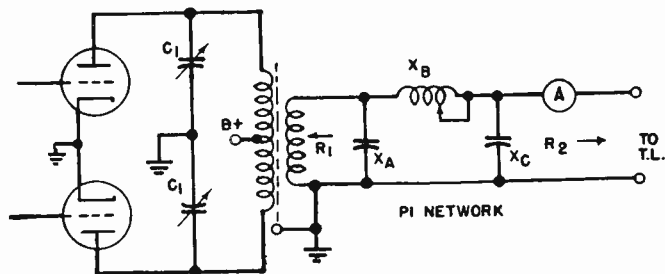 C1
B+
C1
R1
XA
XB
A
XC
R2
TO
T.L.
PI NETWORK